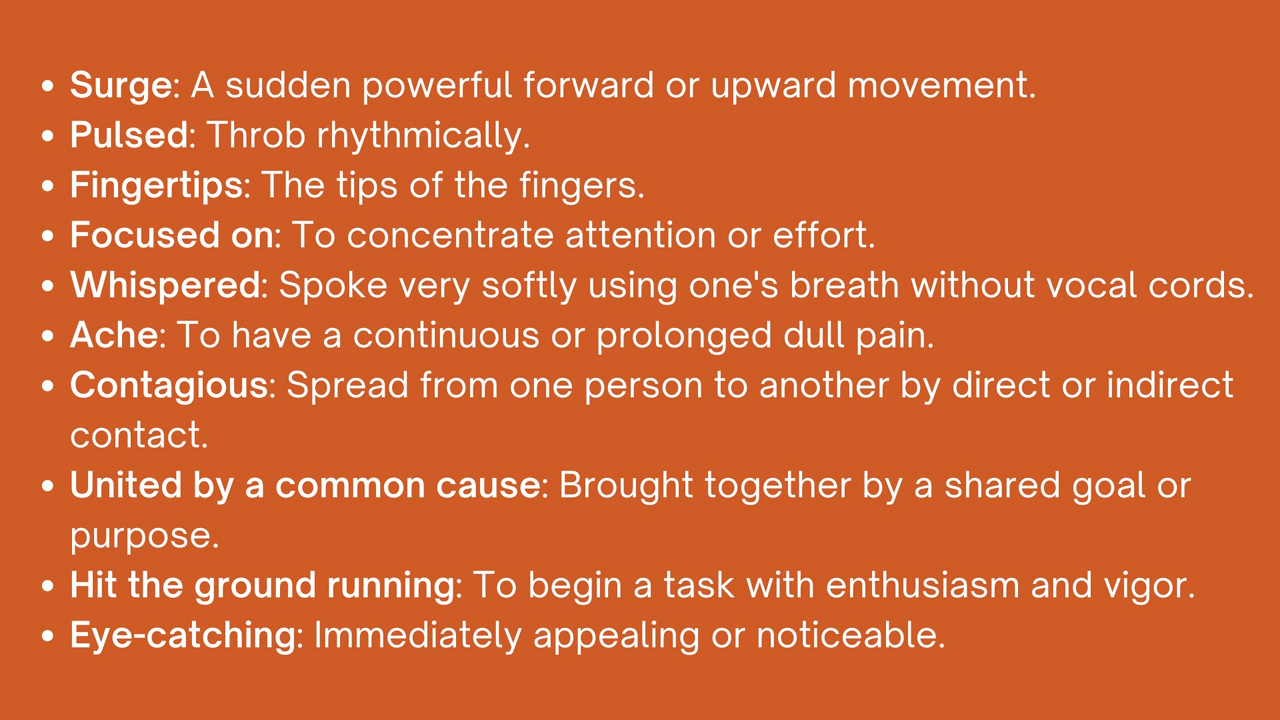 • Surge: A sudden powerful forward or upward movement.
• Pulsed: Throb rhythmically.
• Fingertips: The tips of the fingers.
• Focused on: To concentrate attention or effort.
• Whispered: Spoke very softly using one's breath without vocal cords.
• Ache: To have a continuous or prolonged dull pain.
• Contagious: Spread from one person to another by direct or indirect
contact.
• United by a common cause: Brought together by a shared goal or
purpose.
• Hit the ground running: To begin a task with enthusiasm and vigor.
• Eye-catching: Immediately appealing or noticeable.